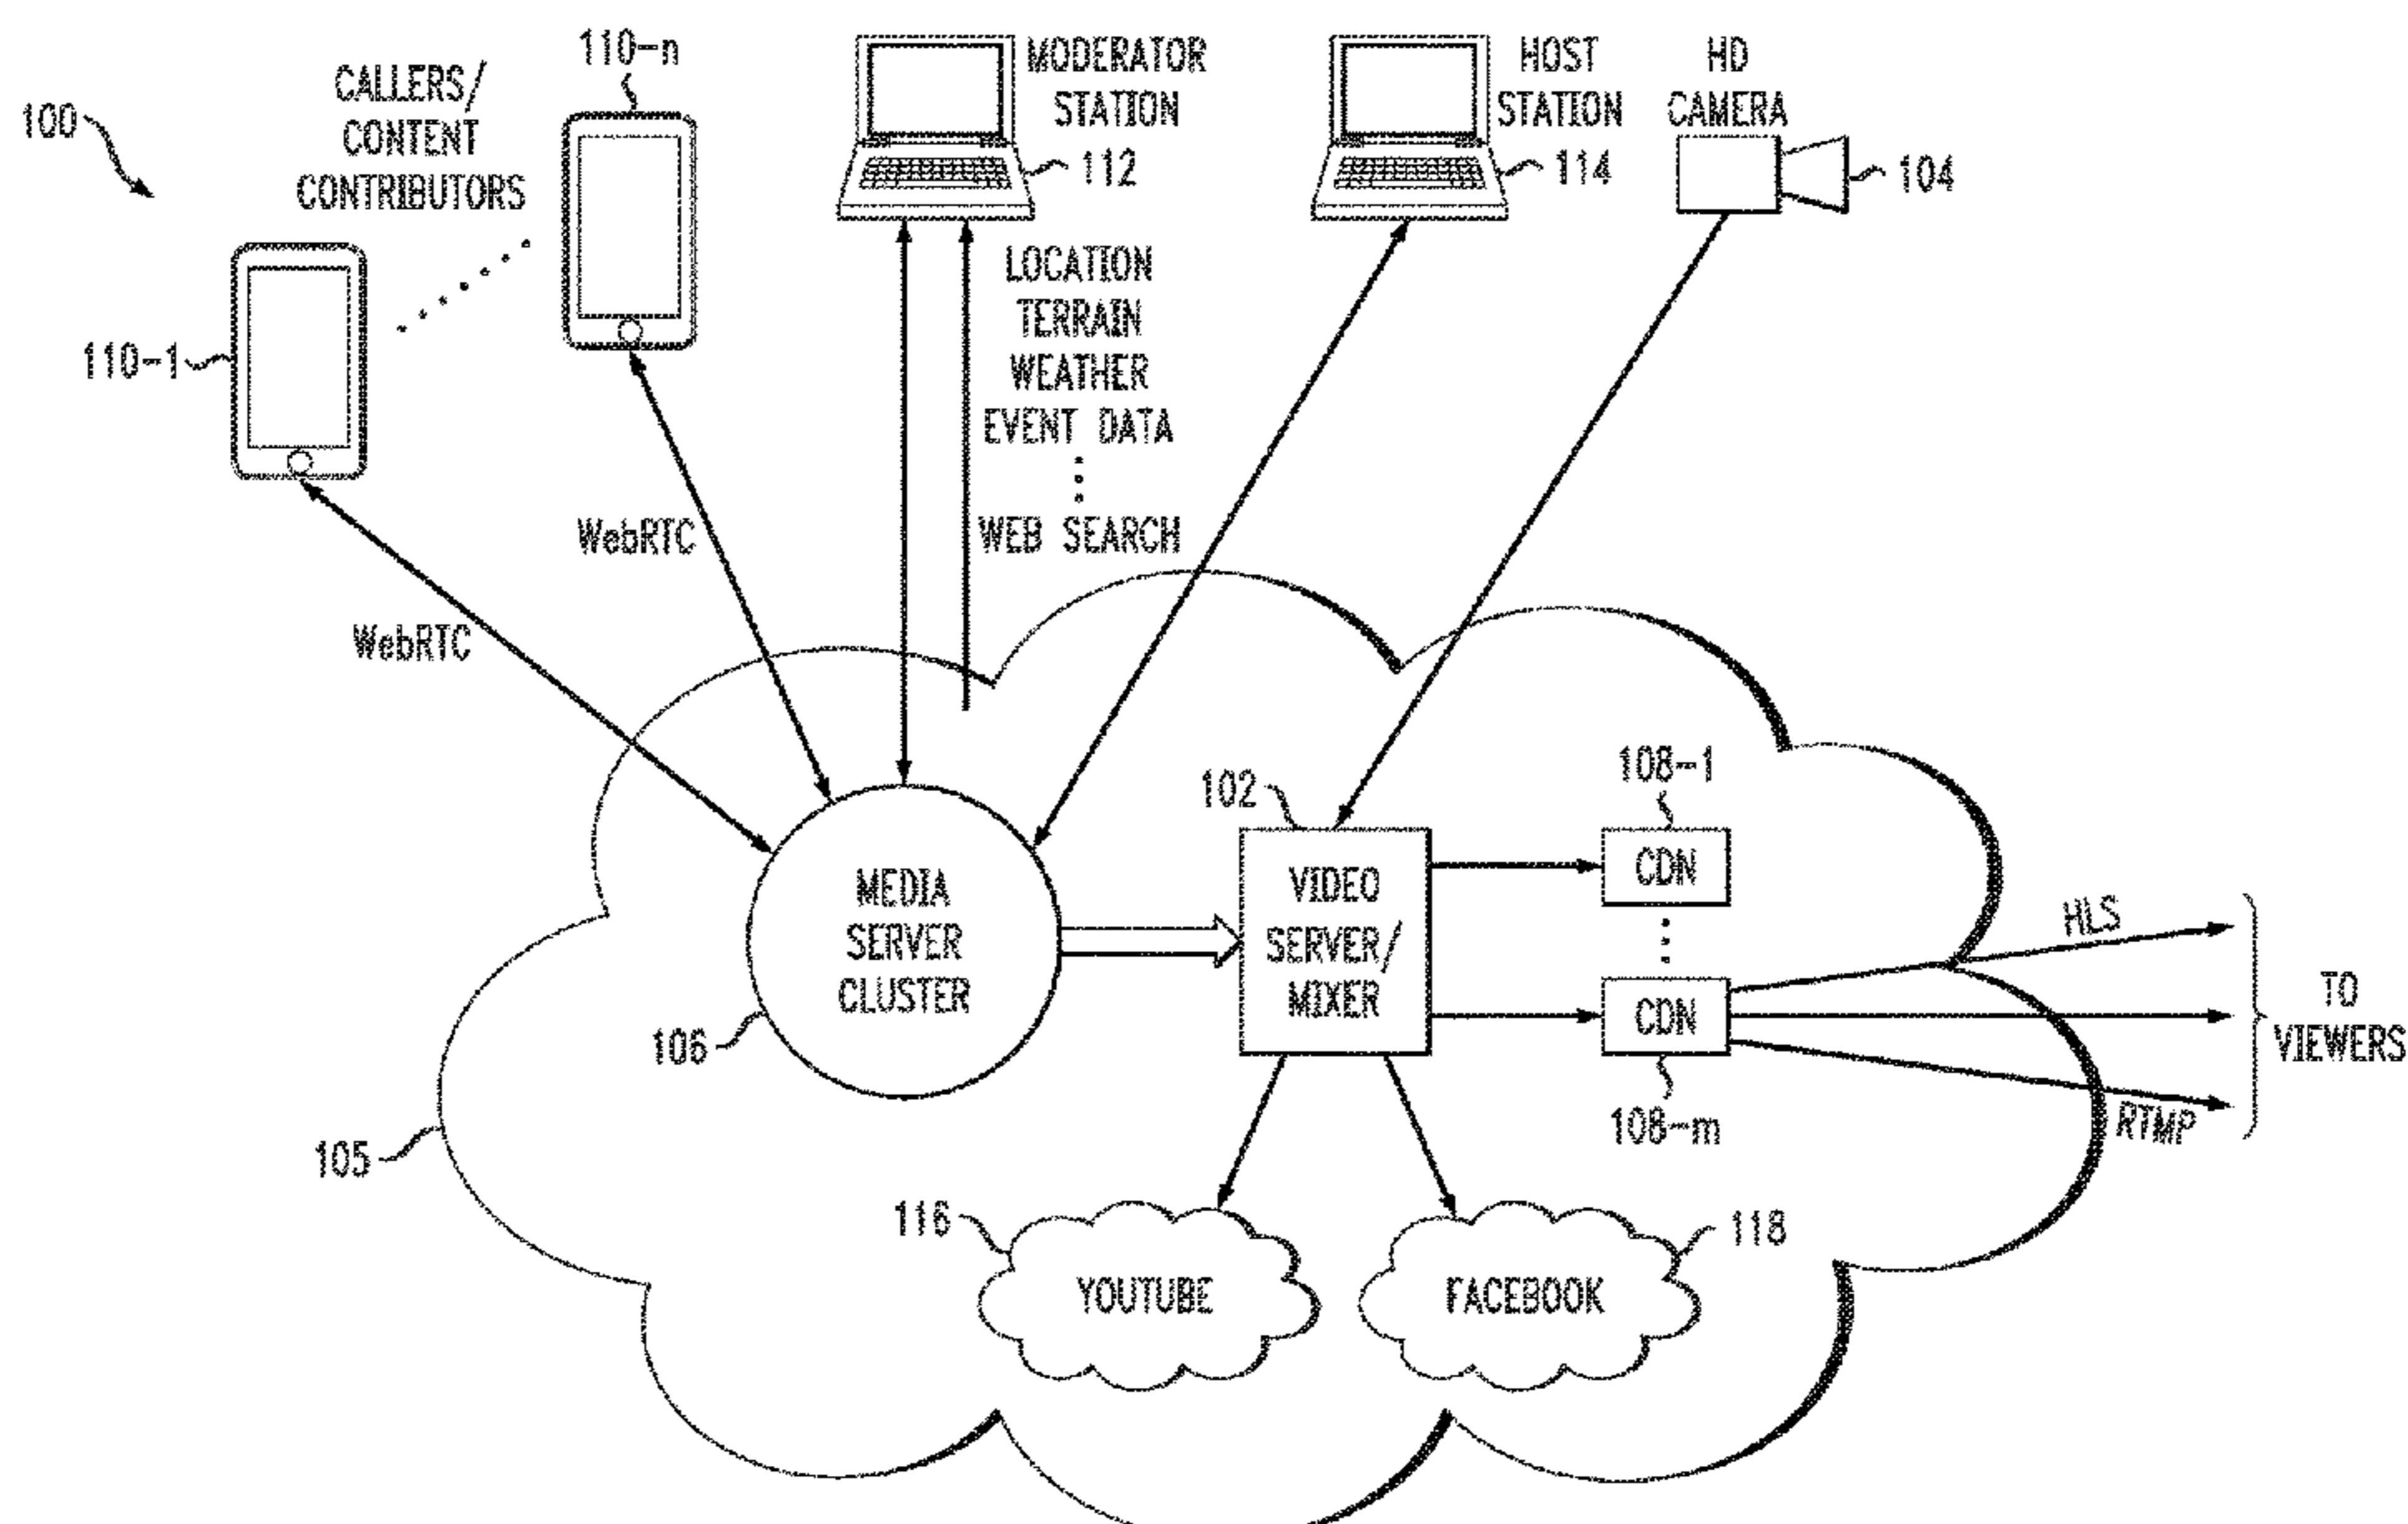 100
CALLERS/
CONTENT
CONTRIBUTORS
110-n
110-1
MODERATOR
STATION
112
HOST
STATION
114
HD
CAMERA
104
LOCATION
TERRAIN
WEATHER
EVENT DATA
WEB SEARCH
WebRTC
WebRTC
MEDIA
SERVER
CLUSTER
106
105
102
VIDEO
SERVER/
MIXER
108-1
CDN
CDN
108-m
HLS
RTMP
TO
VIEWERS
116
YOUTUBE
118
FACEBOOK